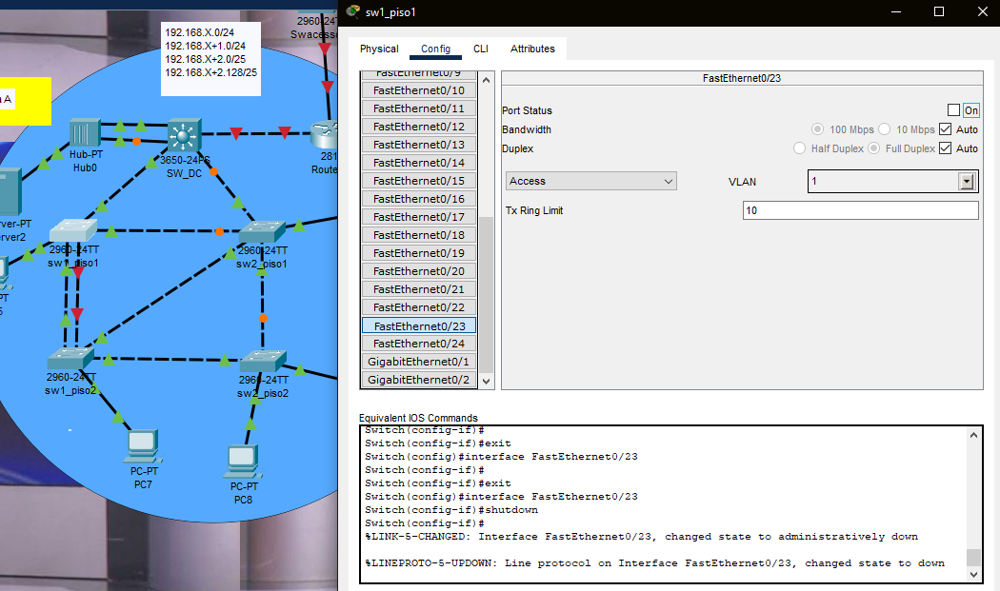 sw1_piso1
Physical
Config
CLI
Attributes
FastEthernet0/9
FastEthernet0/10
FastEthernet0/11
FastEthernet0/12
FastEthernet0/13
FastEthernet0/14
FastEthernet0/15
FastEthernet0/16
FastEthernet0/17
FastEthernet0/18
FastEthernet0/19
FastEthernet0/20
FastEthernet0/21
FastEthernet0/22
FastEthernet0/23
FastEthernet0/24
GigabitEthernet0/1
GigabitEthernet0/2
FastEthernet0/23
Port Status
On
Bandwidth
100 Mbps
10 Mbps
Auto
Duplex
Half Duplex
Full Duplex
Auto
Access
VLAN
1
Tx Ring Limit
10
Equivalent IOS Commands
Switch(config-if)#
Switch(config-if)#exit
Switch(config)#interface FastEthernet0/23
Switch(config-if)#
Switch(config-if)#exit
Switch(config)#interface FastEthernet0/23
Switch(config-if)#shutdown
Switch(config-if)#
%LINK-5-CHANGED: Interface FastEthernet0/23, changed state to administratively down
%LINEPROTO-5-UPDOWN: Line protocol on Interface FastEthernet0/23, changed state to down
192.168.X.0/24
192.168.X+1.0/24
192.168.X+2.0/25
192.168.X+2.128/25
2960-24T
Swacess
A
Hub-PT
Hub0
3650-24PS
SW_DC
281
Route
rver-PT
erver2
2960-24TT
sw1_piso1
2960-24TT
sw2_piso1
PT
2960-24TT
sw1_piso2
2960-24TT
sw2_piso2
PC-PT
PC7
PC-PT
PC8